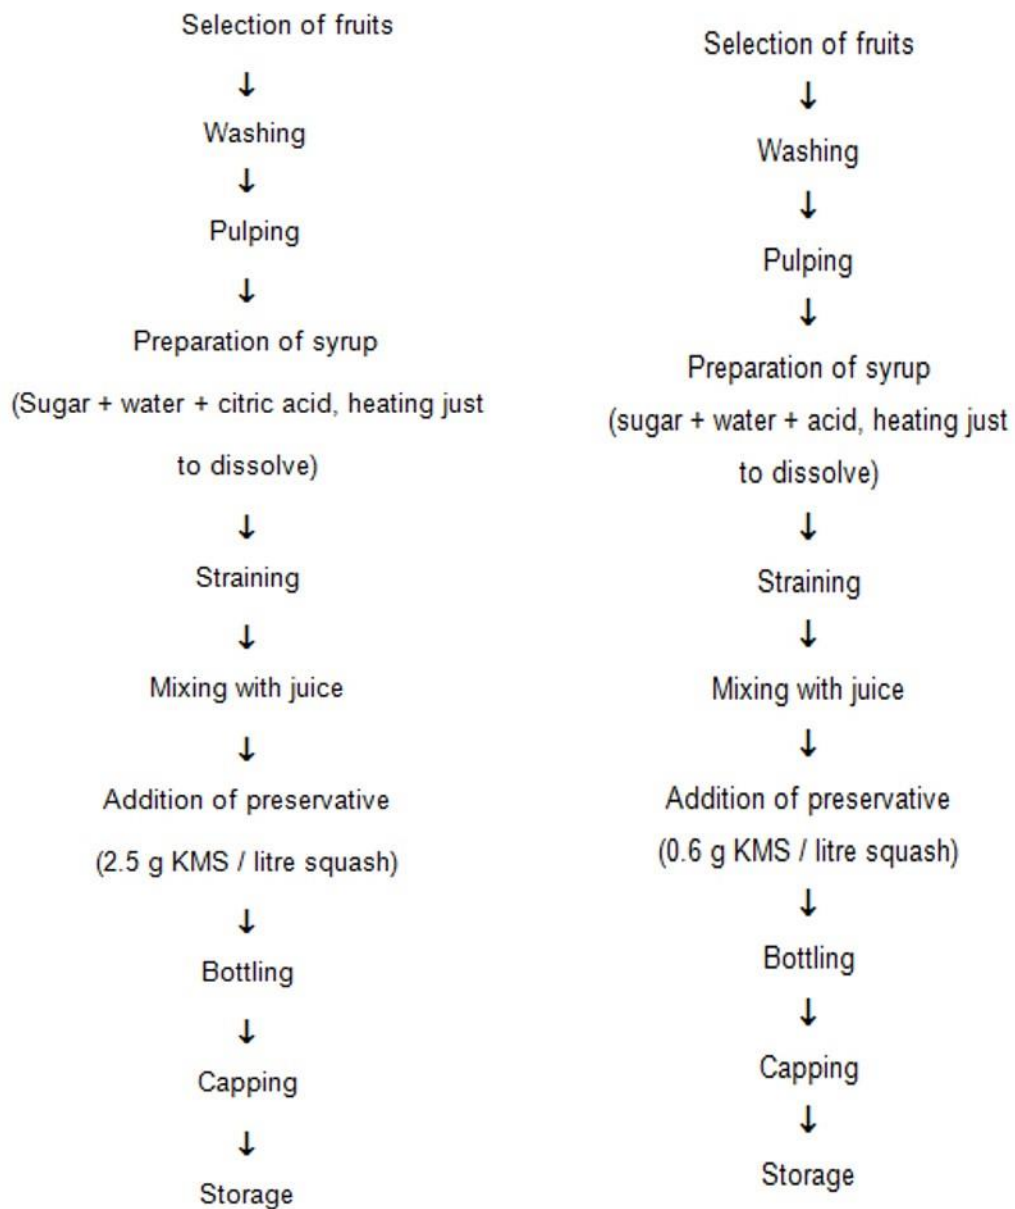 Selection of fruits
↓
Washing
↓
Pulping
↓
Preparation of syrup
(Sugar + water + citric acid, heating just
to dissolve)
↓
Straining
↓
Mixing with juice
↓
Addition of preservative
(2.5 g KMS / litre squash)
↓
Bottling
↓
Capping
↓
Storage
Selection of fruits
↓
Washing
↓
Pulping
↓
Preparation of syrup
(sugar + water + acid, heating just
to dissolve)
↓
Straining
↓
Mixing with juice
↓
Addition of preservative
(0.6 g KMS / litre squash)
↓
Bottling
↓
Capping
↓
Storage